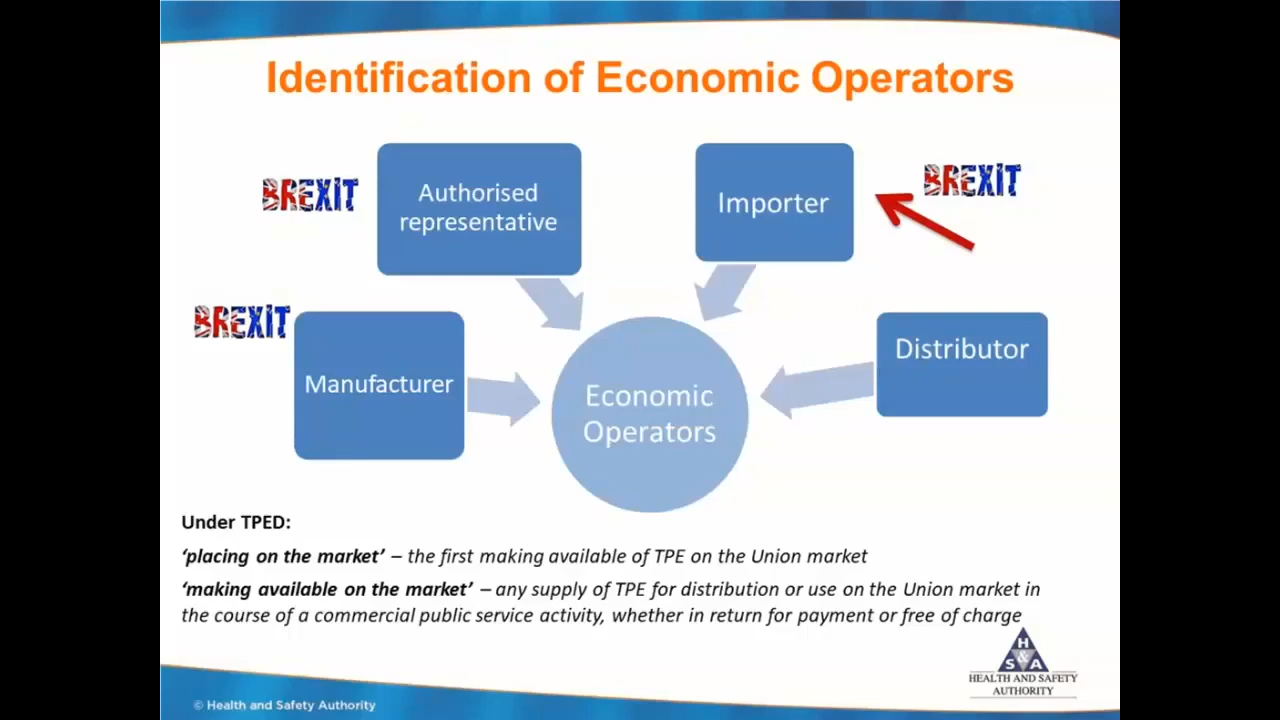 Identification of Economic Operators
BREXIT
Authorised
representative
Importer
BREXIT
BREXIT
Manufacturer
Distributor
Economic
Operators
Under TPED:
‘placing on the market’ – the first making available of TPE on the Union market
‘making available on the market’ – any supply of TPE for distribution or use on the Union market in
the course of a commercial public service activity, whether in return for payment or free of charge
H
&
S A
HEALTH AND SAFETY
AUTHORITY
© Health and Safety Authority